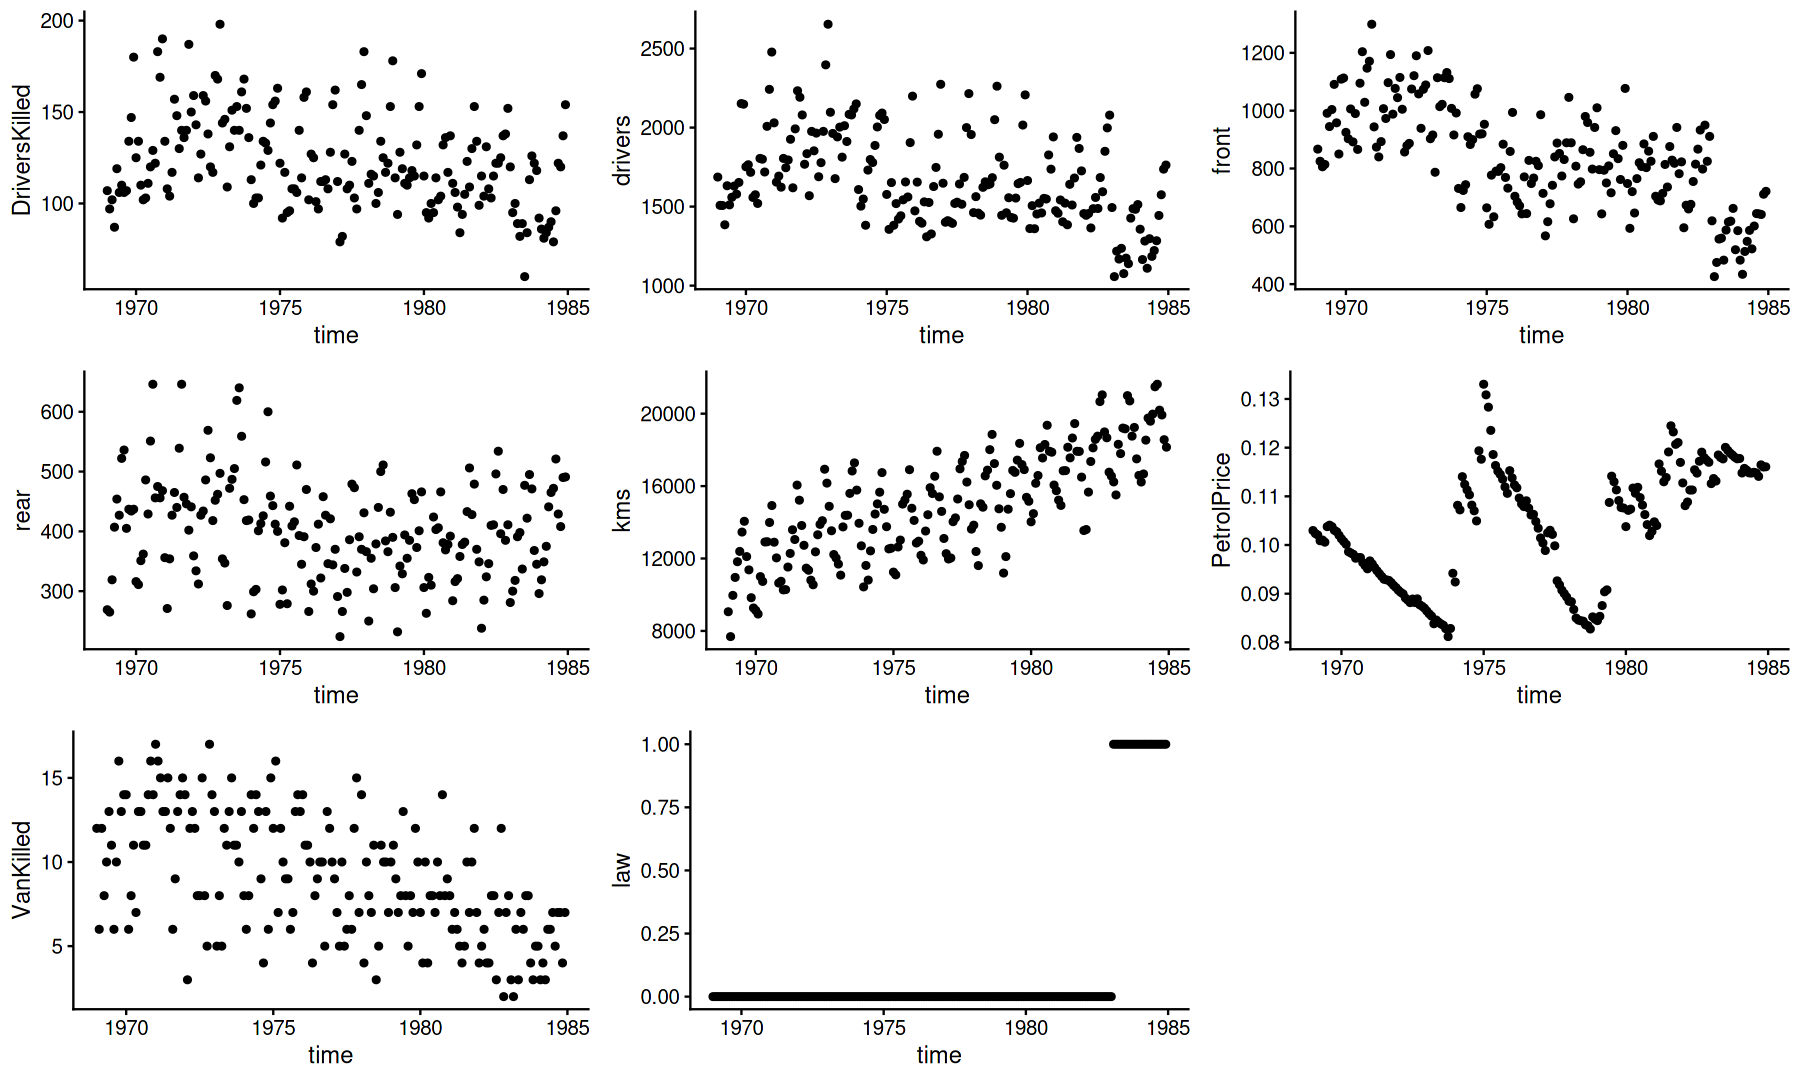 DriversKilled
200
150
100
1970 1975 1980 1985
time
drivers
2500
2000
1500
1000
1970 1975 1980 1985
time
front
1200
1000
800
600
400
1970 1975 1980 1985
time
rear
600
500
400
300
1970 1975 1980 1985
time
kms
20000
16000
12000
8000
1970 1975 1980 1985
time
PetrolPrice
0.13
0.12
0.11
0.10
0.09
0.08
1970 1975 1980 1985
time
VanKilled
15
10
5
1970 1975 1980 1985
time
law
1.00
0.75
0.50
0.25
0.00
1970 1975 1980 1985
time